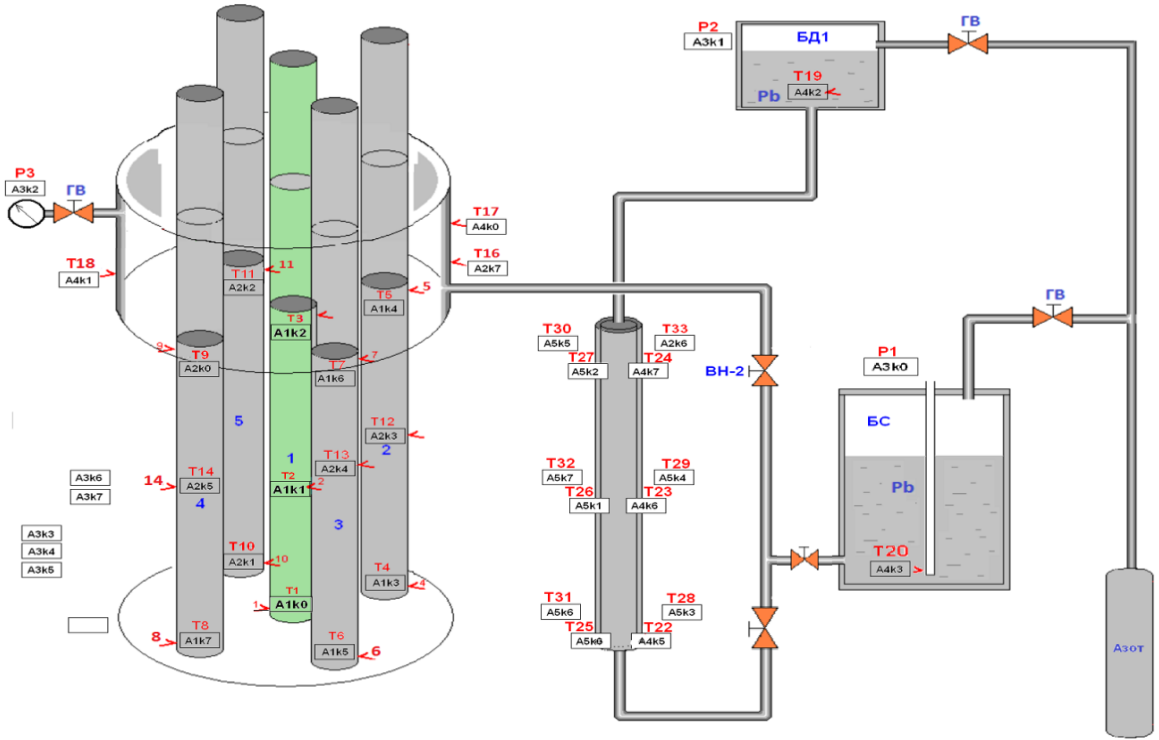 P2
A3k1
БД1
ГВ
T19
A4k2
Pb
P3
A3k2
ГВ
T17
A4k0
T16
A2k7
T18
A4k1
T11
11
A2k2
T5
5
A1k4
T3
A1k2
9
T9
A2k0
7
T7
A1k6
T30
A5k5
T33
A2k6
T27
A5k2
T24
A4k7
ВН-2
ГВ
P1
A3k0
БС
5
1
T12
A2k3
2
T13
A2k4
T14
14
A2k5
4
T2
2
A1k1
3
A3k6
A3k7
A3k3
A3k4
A3k5
T32
A5k7
T29
A5k4
T26
A5k1
T23
A4k6
Pb
T20
A4k3
T10
A2k1
10
T4
A1k3
4
T1
1
A1k0
T8
8
A1k7
T6
A1k5
6
T31
A5k6
T28
A5k3
T25
A5k0
T22
A4k5
Азот